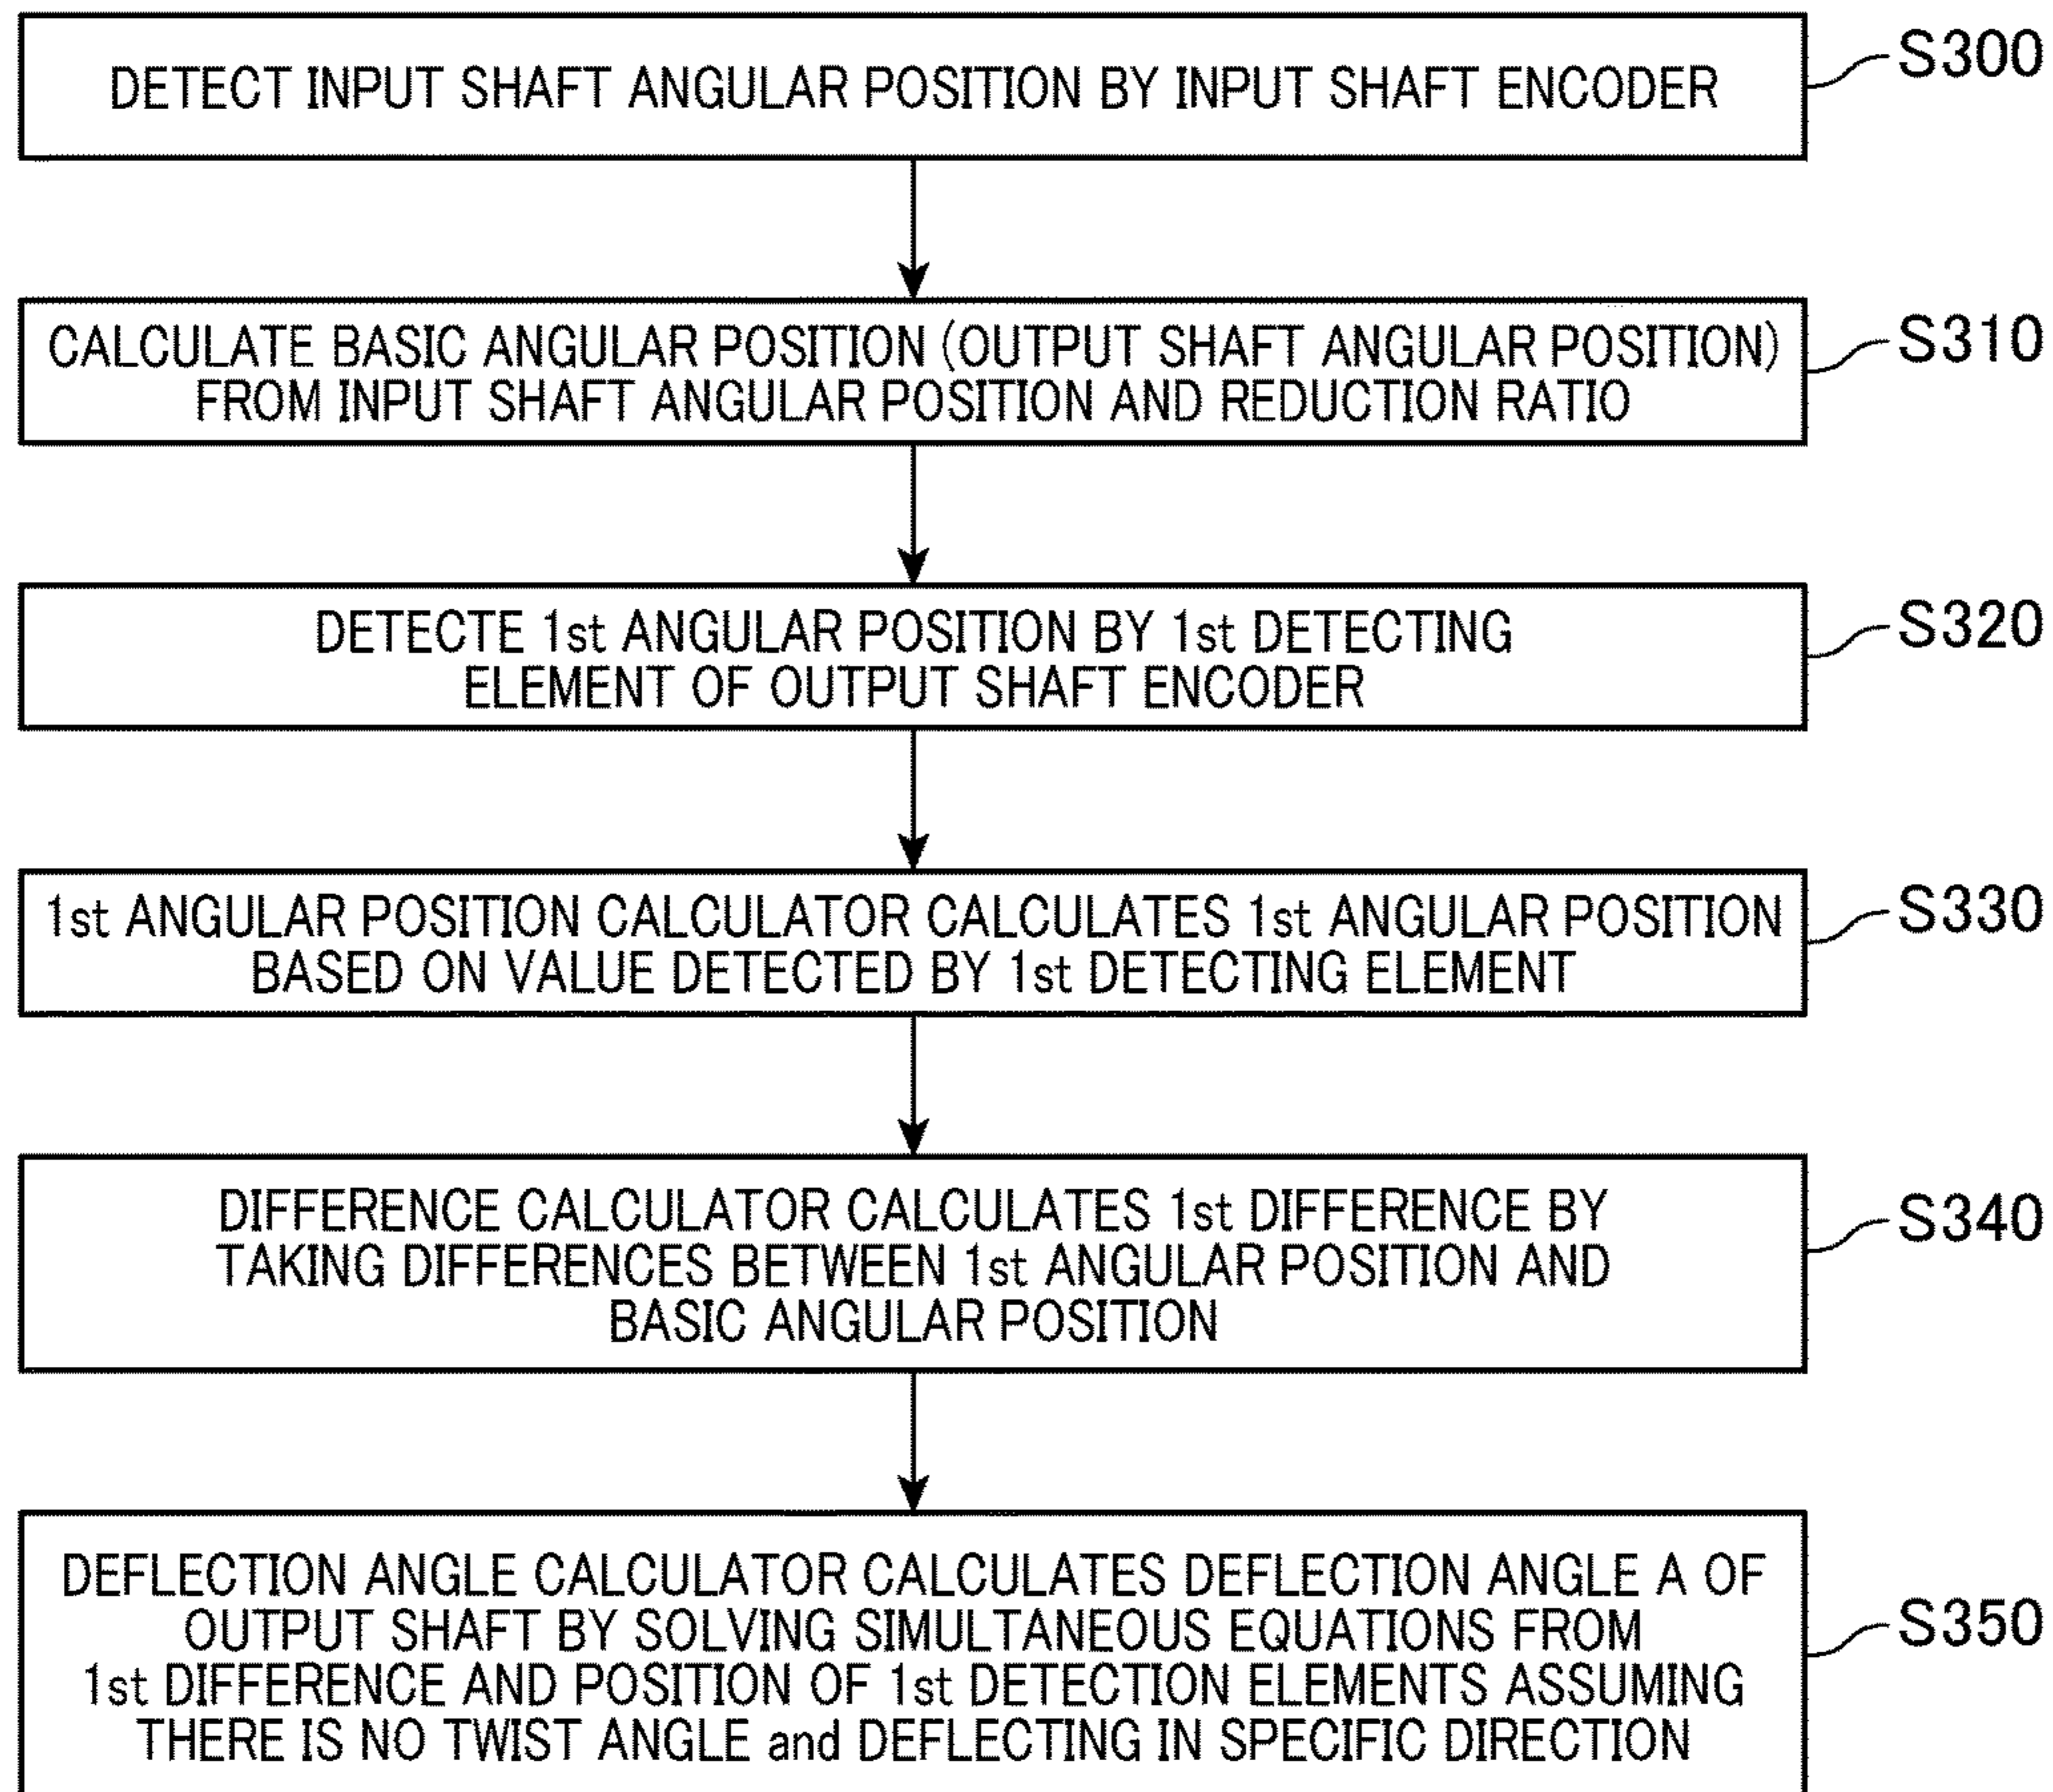 DETECT INPUT SHAFT ANGULAR POSITION BY INPUT SHAFT ENCODER
S300
CALCULATE BASIC ANGULAR POSITION (OUTPUT SHAFT ANGULAR POSITION)
FROM INPUT SHAFT ANGULAR POSITION AND REDUCTION RATIO
S310
DETECTE 1st ANGULAR POSITION BY 1st DETECTING
ELEMENT OF OUTPUT SHAFT ENCODER
S320
1st ANGULAR POSITION CALCULATOR CALCULATES 1st ANGULAR POSITION
BASED ON VALUE DETECTED BY 1st DETECTING ELEMENT
S330
DIFFERENCE CALCULATOR CALCULATES 1st DIFFERENCE BY
TAKING DIFFERENCES BETWEEN 1st ANGULAR POSITION AND
BASIC ANGULAR POSITION
S340
DEFLECTION ANGLE CALCULATOR CALCULATES DEFLECTION ANGLE A OF
OUTPUT SHAFT BY SOLVING SIMULTANEOUS EQUATIONS FROM
1st DIFFERENCE AND POSITION OF 1st DETECTION ELEMENTS ASSUMING
THERE IS NO TWIST ANGLE and DEFLECTING IN SPECIFIC DIRECTION
S350